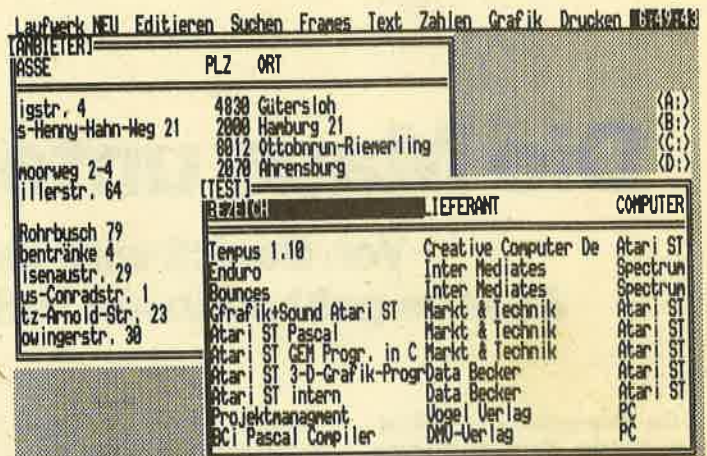 Laufwerk NEU Editieren Suchen Frames Text Zahlen Grafik Drucken
[ANBIETER]
ASSE PLZ ORT
igstr. 4 4830 Gütersloh
s-Henny-Hahn-Weg 21 2000 Hamburg 21
8012 Ottobnrun-Riemerling
moorweg 2-4 2070 Ahrensburg
illerstr. 64
Rohrbusch 79
bentränke 4
isenaustr. 29
us-Conradstr. 1
tz-Arnold-Str. 23
owingerstr. 30
<A:>
<B:>
<C:>
<D:>
[TEST]
BEZEICH LIEFERANT COMPUTER
Tempus 1.10 Creative Computer De Atari ST
Enduro Inter Mediates Spectrum
Bounces Inter Mediates Spectrum
Gfrafik+Sound Atari ST Markt & Technik Atari ST
Atari ST Pascal Markt & Technik Atari ST
Atari ST GEM Progr. in C Markt & Technik Atari ST
Atari ST 3-D-Grafik-Progr Data Becker Atari ST
Atari ST intern Data Becker Atari ST
Projektmanagment Vogel Verlag PC
BCi Pascal Compiler DMV-Verlag PC